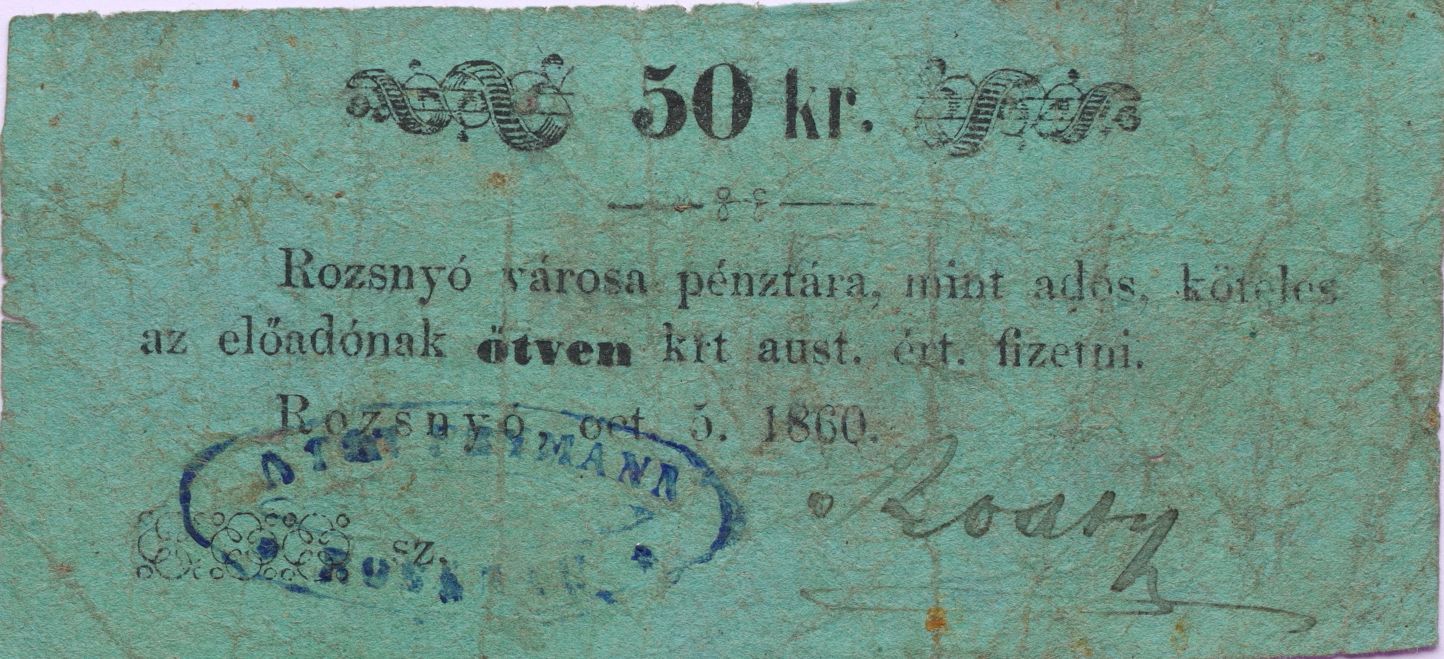 50 kr.
Rozsnyó városa pénztára, mint adós, köteles
az előadónak ötven krt aust. ért. fizetni.
Rozsnyó oct. 5. 1860.
sz.